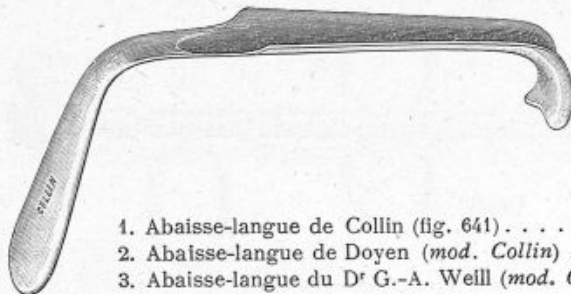 COLLIN
1. Abaisse-langue de Collin (fig. 641) . . . .
2. Abaisse-langue de Doyen (mod. Collin)
3. Abaisse-langue du Dr G.-A. Weill (mod.